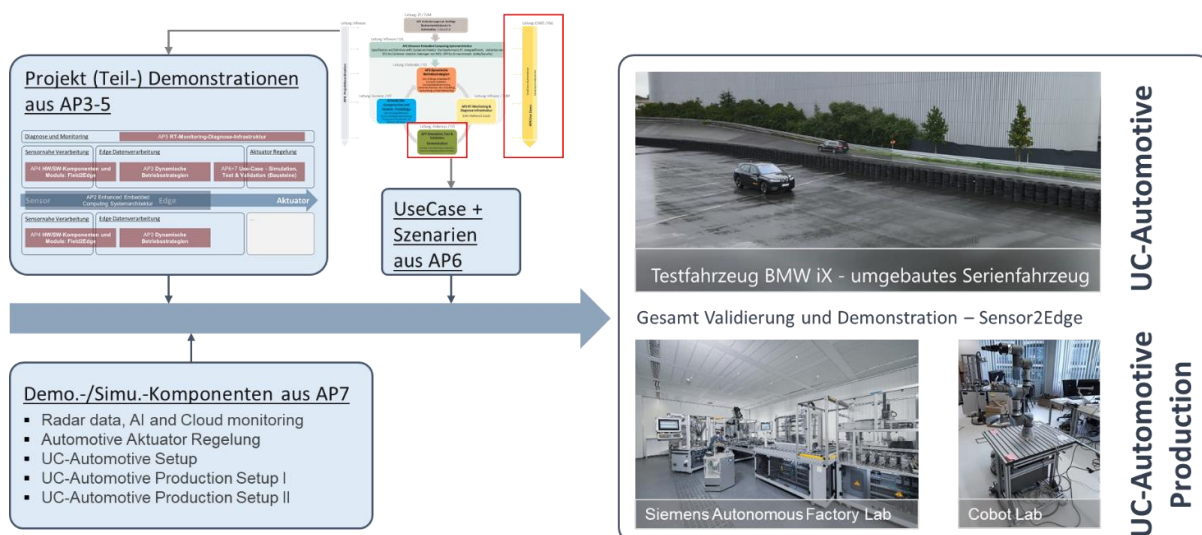 Projekt (Teil-) Demonstrationen
aus AP3-5
Diagnose und Monitoring
AP5 RT-Monitoring-Diagnose-Infrastruktur
Sensornahe Verarbeitung
Edge Datenverarbeitung
Aktuator Regelung
AP4 HW/SW-Komponenten und
Module: Field2Edge
AP3 Dynamische
Betriebsstrategien
AP6+7 Use-Case - Simulation,
Test & Validation (Bausteine)
Sensor
AP2 Enhanced Embedded
Computing Systemarchitektur
Edge
Aktuator
Sensornahe Verarbeitung
Edge Datenverarbeitung
AP4 HW/SW-Komponenten und
Module: Field2Edge
AP3 Dynamische
Betriebsstrategien
UseCase +
Szenarien
aus AP6
Demo.-/Simu.-Komponenten aus AP7
▪ Radar data, AI and Cloud monitoring
▪ Automotive Aktuator Regelung
▪ UC-Automotive Setup
▪ UC-Automotive Production Setup I
▪ UC-Automotive Production Setup II
Testfahrzeug BMW iX - umgebautes Serienfahrzeug
UC-Automotive
Gesamt Validierung und Demonstration – Sensor2Edge
Siemens Autonomous Factory Lab
Cobot Lab
UC-Automotive
Production